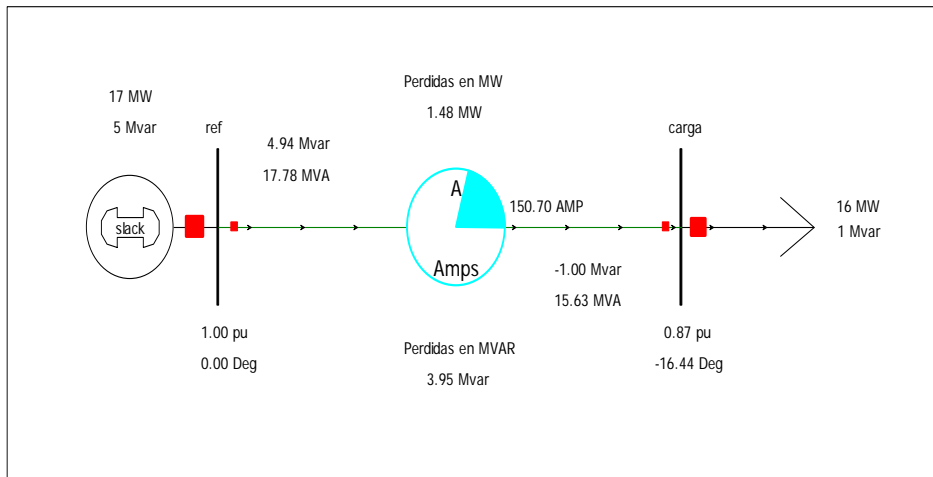 17 MW
5 Mvar
slack
ref
4.94 Mvar
17.78 MVA
1.00 pu
0.00 Deg
Perdidas en MW
1.48 MW
A
Amps
150.70 AMP
Perdidas en MVAR
3.95 Mvar
carga
-1.00 Mvar
15.63 MVA
0.87 pu
-16.44 Deg
16 MW
1 Mvar